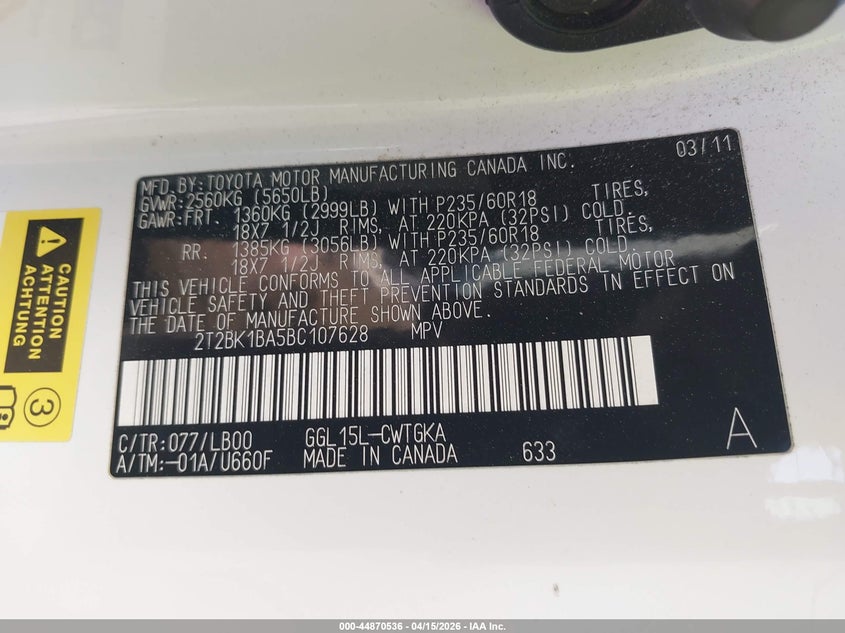 03/11
MFD.BY:TOYOTA MOTOR MANUFACTURING CANADA INC.
GVWR:2560KG (5650LB)
GAWR:FRT. 1360KG (2999LB) WITH P235/60R18 TIRES,
18X7 1/2J RIMS, AT 220KPA (32PSI) COLD.
RR. 1385KG (3056LB) WITH P235/60R18 TIRES,
18X7 1/2J RIMS, AT 220KPA (32PSI) COLD.
THIS VEHICLE CONFORMS TO ALL APPLICABLE FEDERAL MOTOR
VEHICLE SAFETY AND THEFT PREVENTION STANDARDS IN EFFECT ON
THE DATE OF MANUFACTURE SHOWN ABOVE.
2T2BK1BA5BC107628 MPV
C/TR:077/LB00 GGL15L-CWTGKA
A/TM:-01A/U660F MADE IN CANADA 633
A
CAUTION
ATTENTION
WARNUNG
3
000-44870536 - 04/15/2026 - IAA Inc.